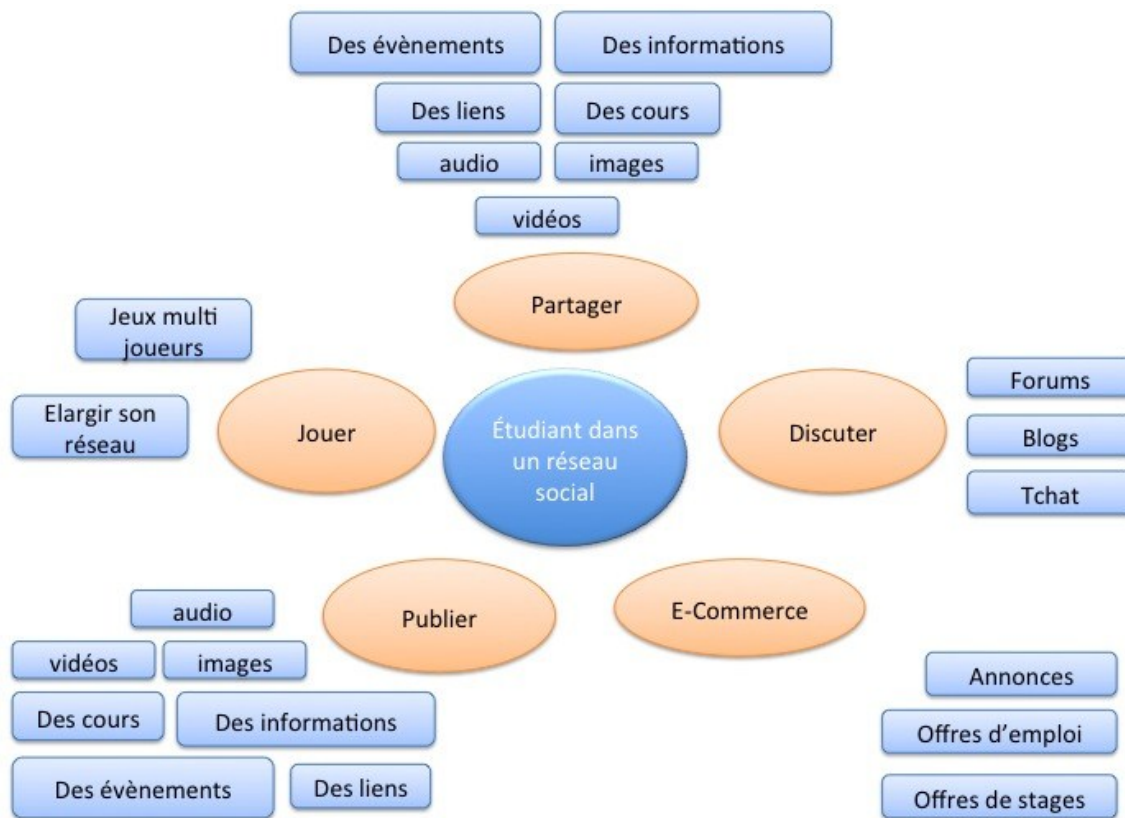 Des évènements
Des informations
Des liens
Des cours
audio
images
vidéos
Partager
Jeux multi
joueurs
Elargir son
réseau
Jouer
Étudiant dans
un réseau
social
Discuter
Forums
Blogs
Tchat
Publier
E-Commerce
audio
vidéos
images
Des cours
Des informations
Des évènements
Des liens
Annonces
Offres d’emploi
Offres de stages